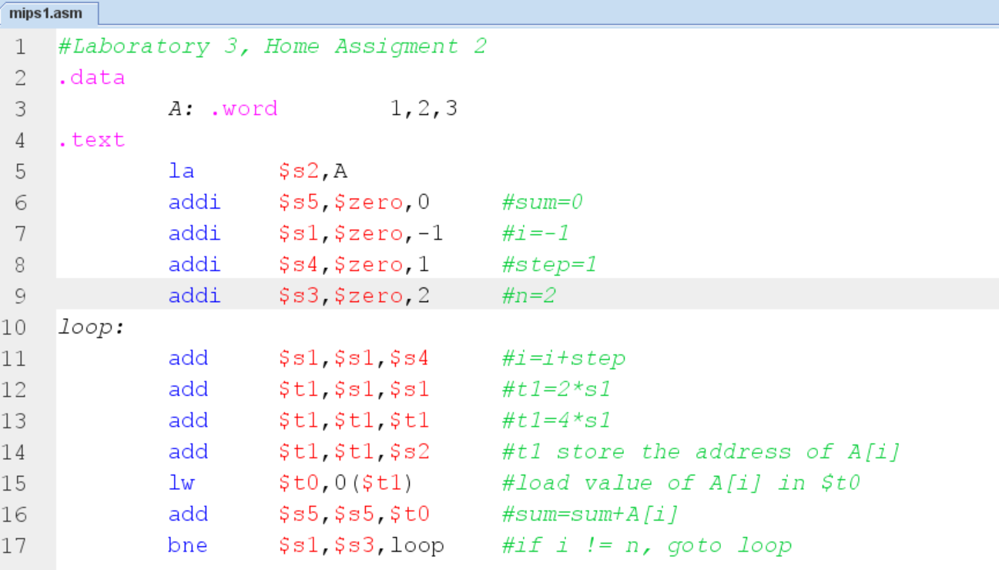 mips1.asm
1 #Laboratory 3, Home Assigment 2
2 .data
3 A: .word 1,2,3
4 .text
5 la $s2,A
6 addi $s5,$zero,0 #sum=0
7 addi $s1,$zero,-1 #i=-1
8 addi $s4,$zero,1 #step=1
9 addi $s3,$zero,2 #n=2
10 loop:
11 add $s1,$s1,$s4 #i=i+step
12 add $t1,$s1,$s1 #t1=2*s1
13 add $t1,$t1,$t1 #t1=4*s1
14 add $t1,$t1,$s2 #t1 store the address of A[i]
15 lw $t0,0($t1) #load value of A[i] in $t0
16 add $s5,$s5,$t0 #sum=sum+A[i]
17 bne $s1,$s3,loop #if i != n, goto loop